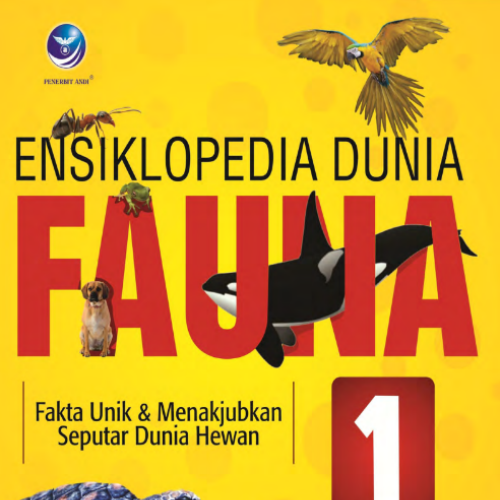 PENERBIT ANDI®
ENSIKLOPEDIA DUNIA
FAUNA
Fakta Unik & Menakjubkan
Seputar Dunia Hewan
1